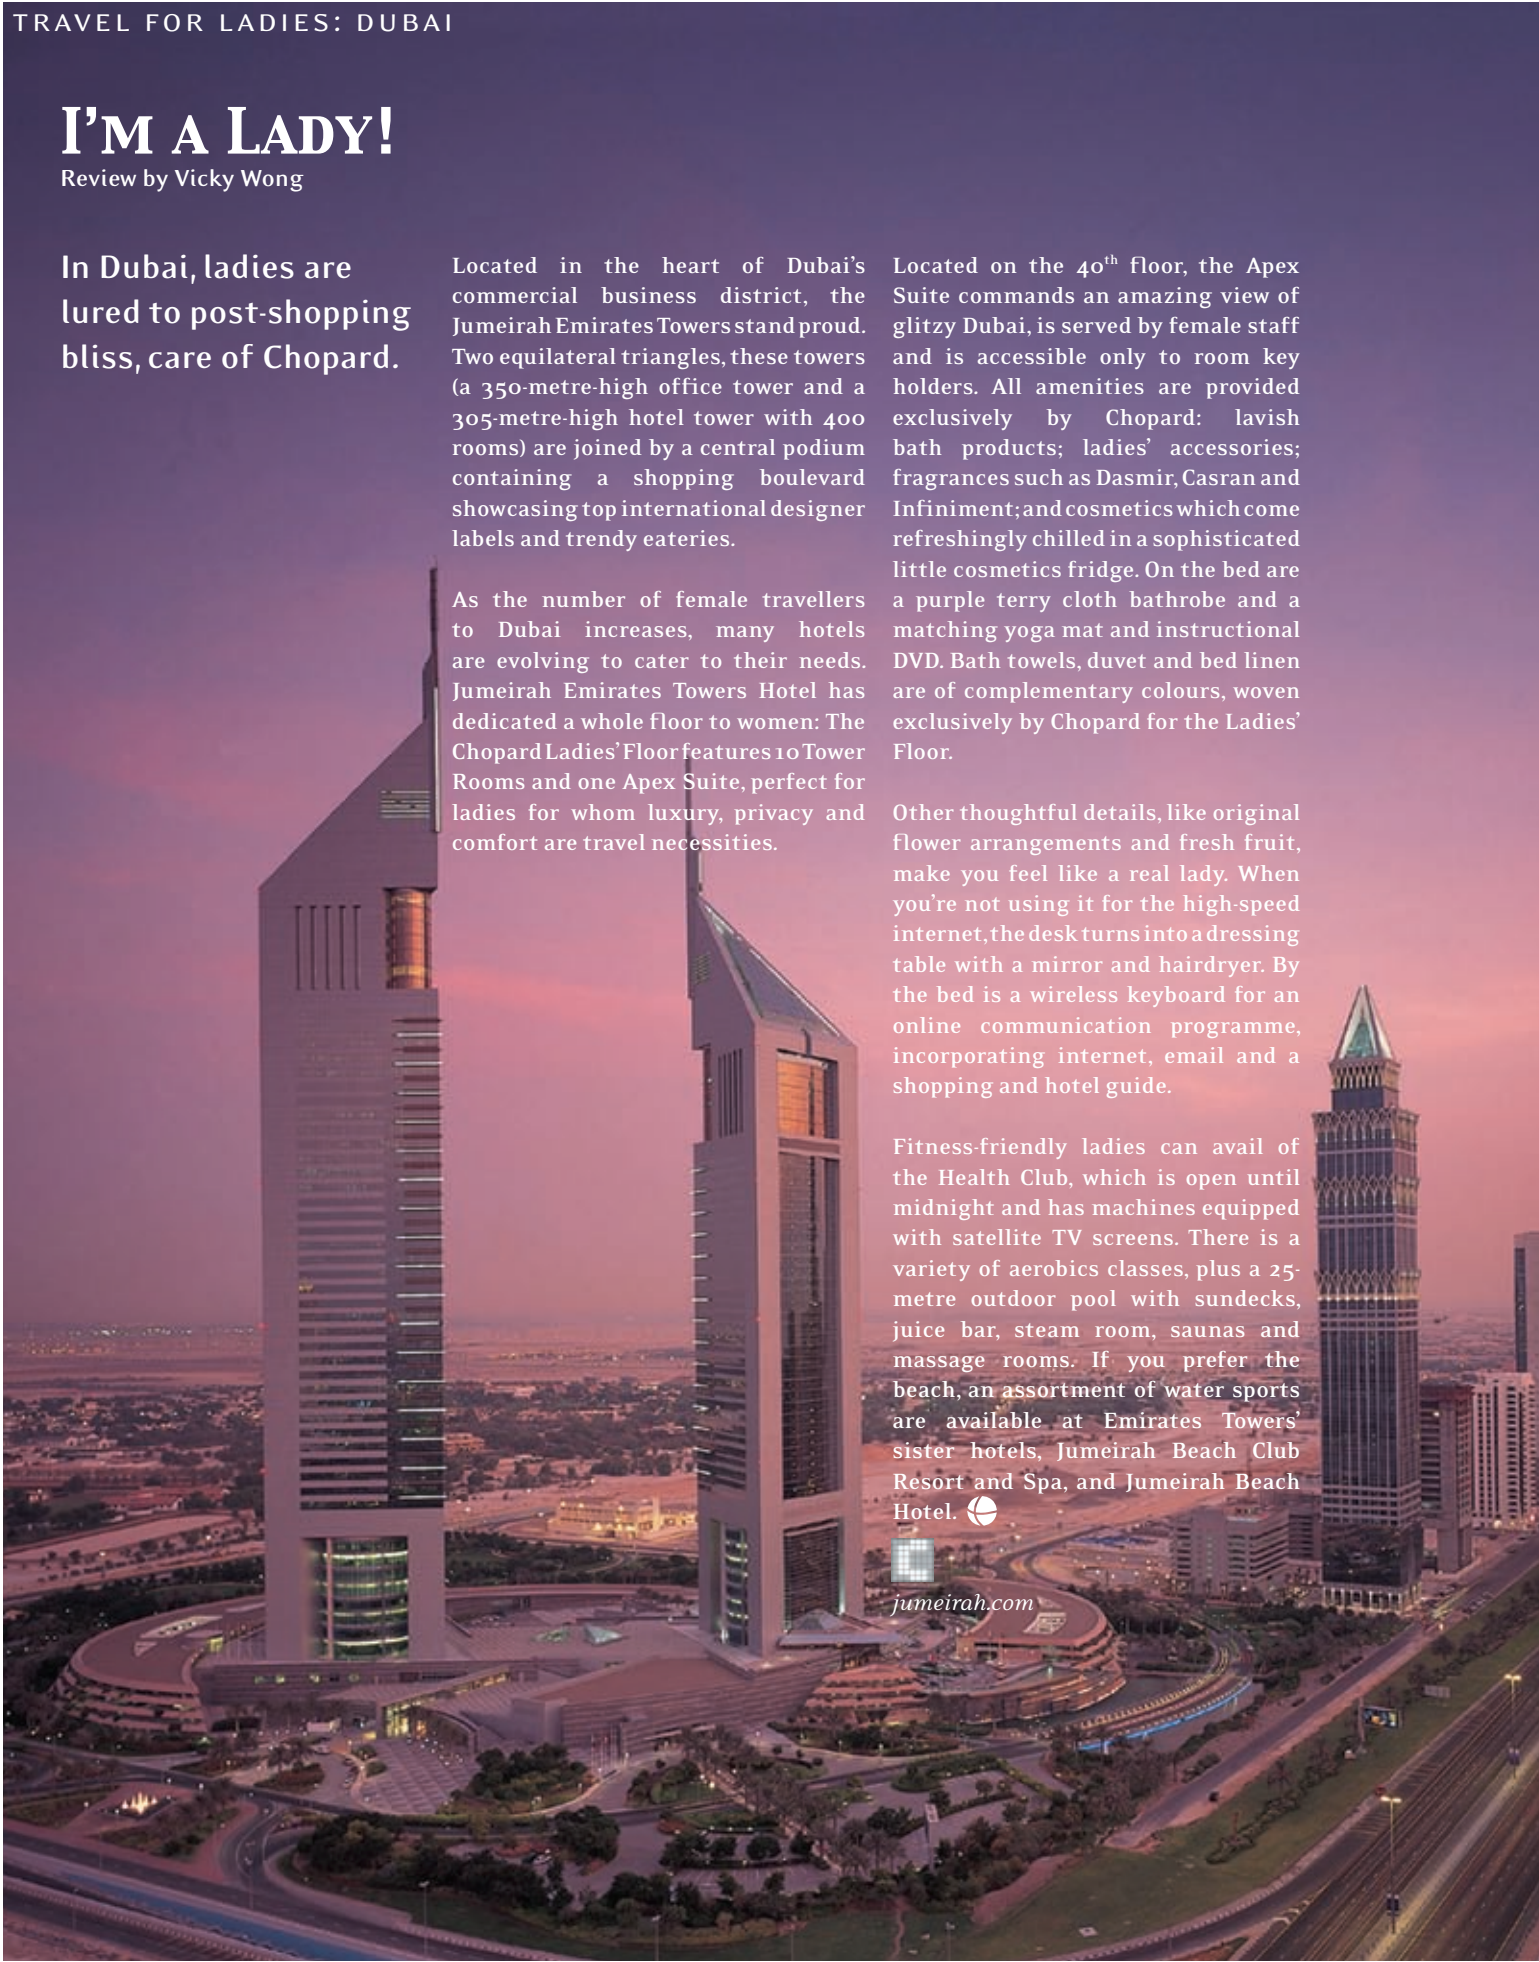 TRAVEL FOR LADIES: DUBAI
I'M A LADY!
Review by Vicky Wong
In Dubai, ladies are
lured to post-shopping
bliss, care of Chopard.
Located in the heart of Dubai's
commercial business district, the
Jumeirah Emirates Towers stand proud.
Two equilateral triangles, these towers
(a 350-metre-high office tower and a
305-metre-high hotel tower with 400
rooms) are joined by a central podium
containing a shopping boulevard
showcasing top international designer
labels and trendy eateries.
As the number of female travellers
to Dubai increases, many hotels
are evolving to cater to their needs.
Jumeirah Emirates Towers Hotel has
dedicated a whole floor to women: The
Chopard Ladies' Floor features 10 Tower
Rooms and one Apex Suite, perfect for
ladies for whom luxury, privacy and
comfort are travel necessities.
Located on the 40th floor, the Apex
Suite commands an amazing view of
glitzy Dubai, is served by female staff
and is accessible only to room key
holders. All amenities are provided
exclusively by Chopard: lavish
bath products; ladies' accessories;
fragrances such as Dasmir, Casran and
Infiniment; and cosmetics which come
refreshingly chilled in a sophisticated
little cosmetics fridge. On the bed are
a purple terry cloth bathrobe and a
matching yoga mat and instructional
DVD. Bath towels, duvet and bed linen
are of complementary colours, woven
exclusively by Chopard for the Ladies'
Floor.
Other thoughtful details, like original
flower arrangements and fresh fruit,
make you feel like a real lady. When
you're not using it for the high-speed
internet, the desk turns into a dressing
table with a mirror and hairdryer. By
the bed is a wireless keyboard for an
online communication programme,
incorporating internet, email and a
shopping and hotel guide.
Fitness-friendly ladies can avail of
the Health Club, which is open until
midnight and has machines equipped
with satellite TV screens. There is a
variety of aerobics classes, plus a 25-
metre outdoor pool with sundecks,
juice bar, steam room, saunas and
massage rooms. If you prefer the
beach, an assortment of water sports
are available at Emirates Towers'
sister hotels, Jumeirah Beach Club
Resort and Spa, and Jumeirah Beach
Hotel.
jumeirah.com